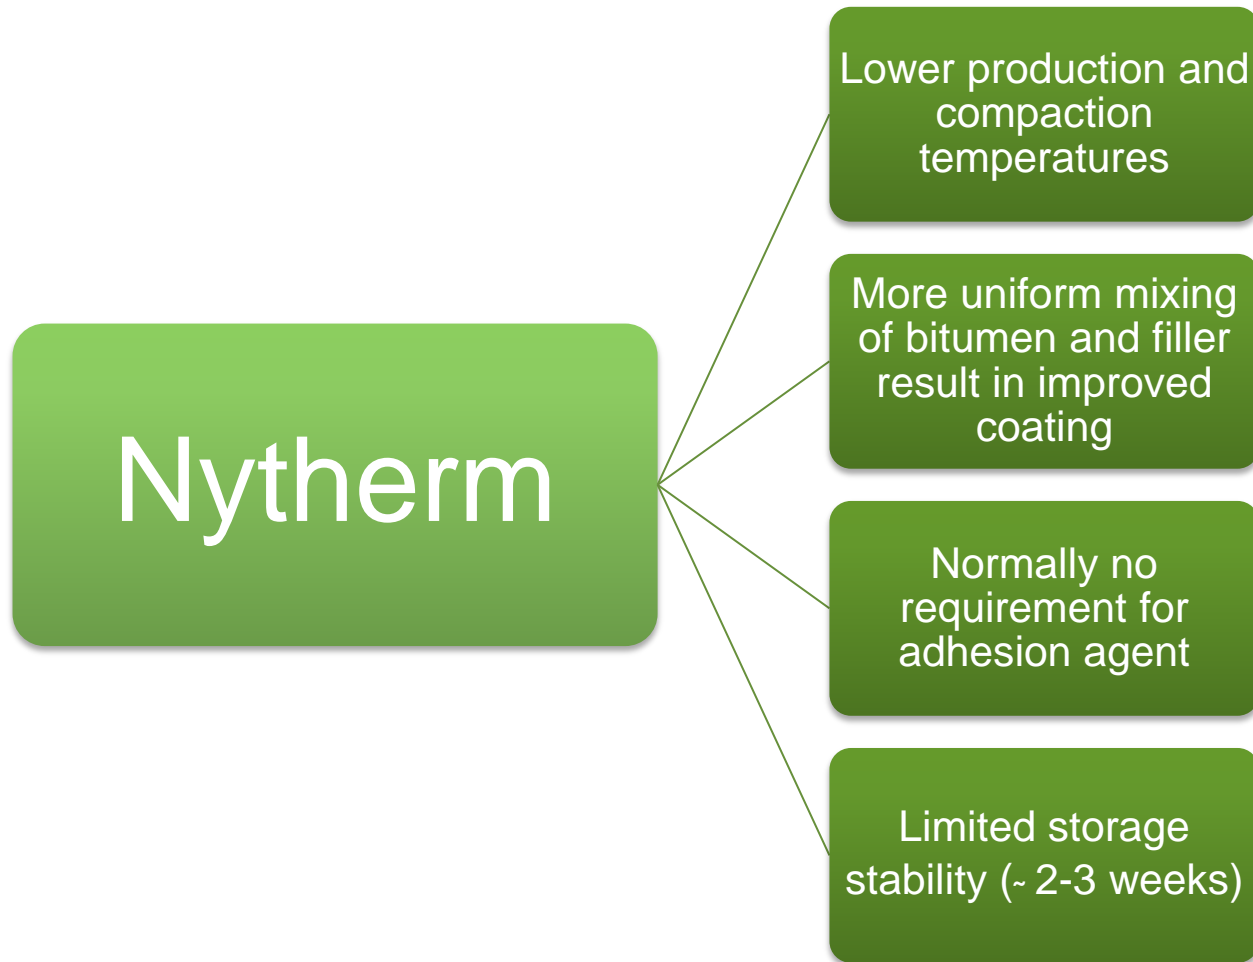 Lower production and
compaction
temperatures
More uniform mixing
of bitumen and filler
result in improved
coating
Nytherm
Normally no
requirement for
adhesion agent
Limited storage
stability (~ 2-3 weeks)